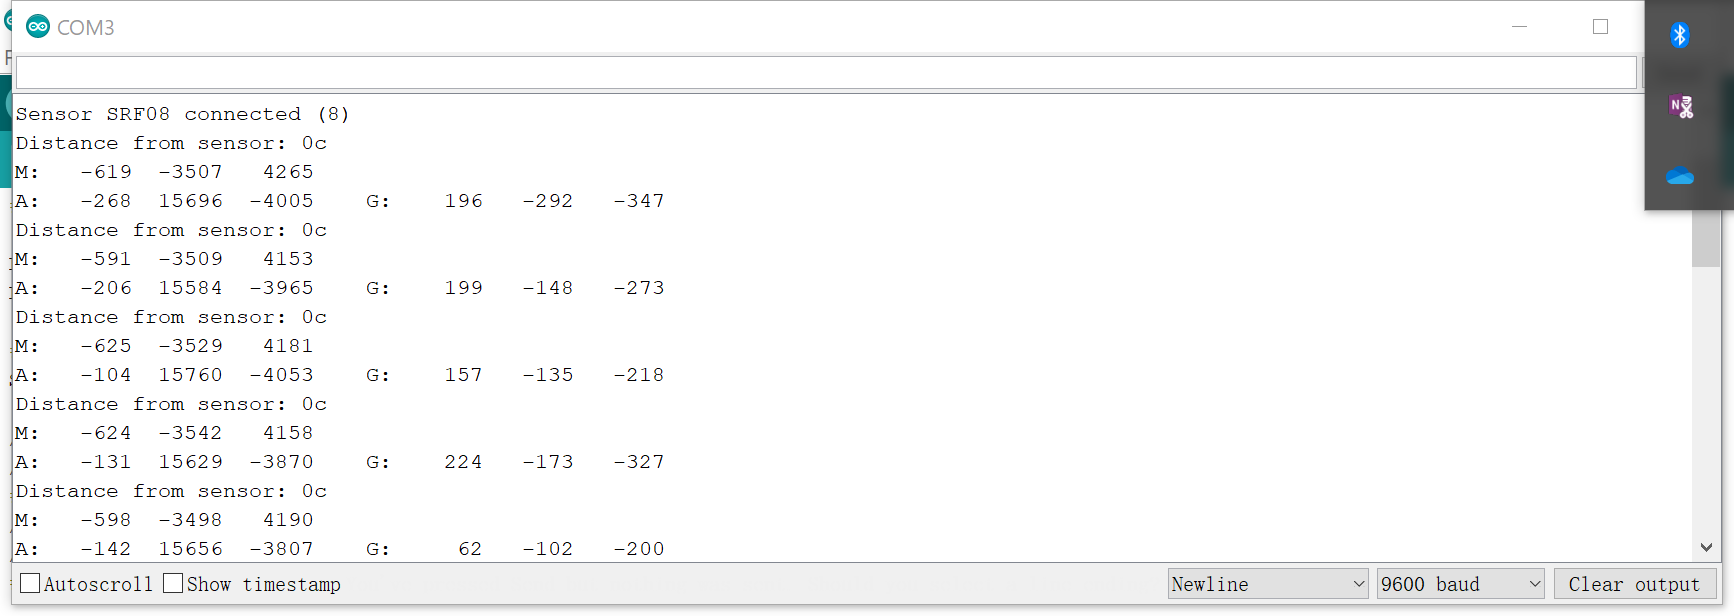 COM3
Sensor SRF08 connected (8)
Distance from sensor: 0c
M:   -619  -3507   4265
A:   -268  15696  -4005    G:    196   -292   -347
Distance from sensor: 0c
M:   -591  -3509   4153
A:   -206  15584  -3965    G:    199   -148   -273
Distance from sensor: 0c
M:   -625  -3529   4181
A:   -104  15760  -4053    G:    157   -135   -218
Distance from sensor: 0c
M:   -624  -3542   4158
A:   -131  15629  -3870    G:    224   -173   -327
Distance from sensor: 0c
M:   -598  -3498   4190
A:   -142  15656  -3807    G:     62   -102   -200
Autoscroll Show timestamp Newline 9600 baud Clear output